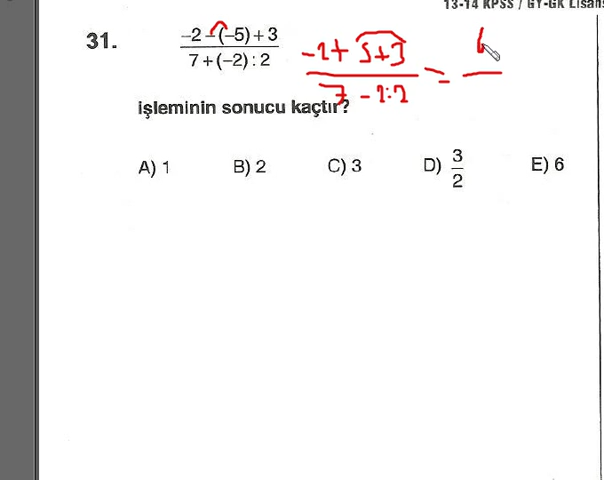 13-14 KPSS / GY-GK Lisans
31. -2-(-5)+3 -2+5+3 6
7+(-2):2 7-2:2 =
işleminin sonucu kaçtır?
A) 1 B) 2 C) 3 D) 3/2 E) 6